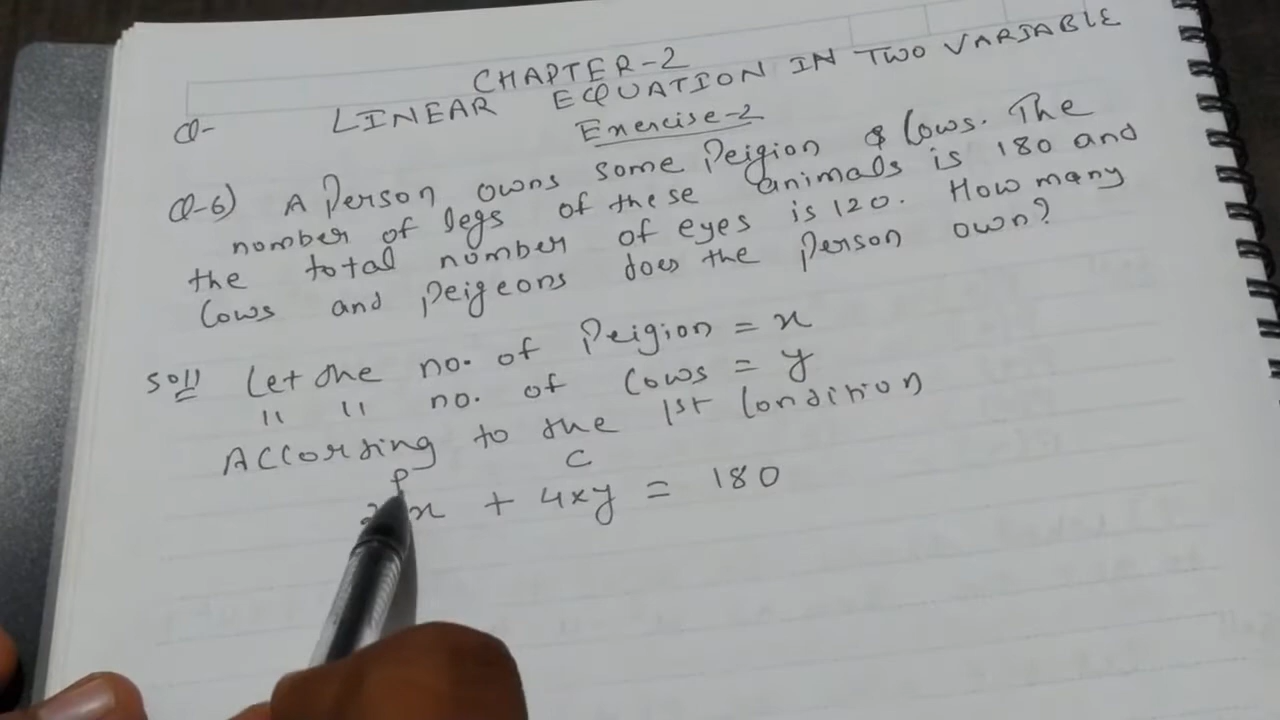 CHAPTER-2
Q- LINEAR EQUATION IN TWO VARIABLE
Exercise-2
Q-6) A Person owns some Peigion & Cows. The
number of legs of these animals is 180 and
the total number of eyes is 120. How many
Cows and Peigeons does the Person own?
Soln Let the no. of Peigion = x
" " no. of Cows = y
According to the 1st Condition
P C
x + 4xy = 180